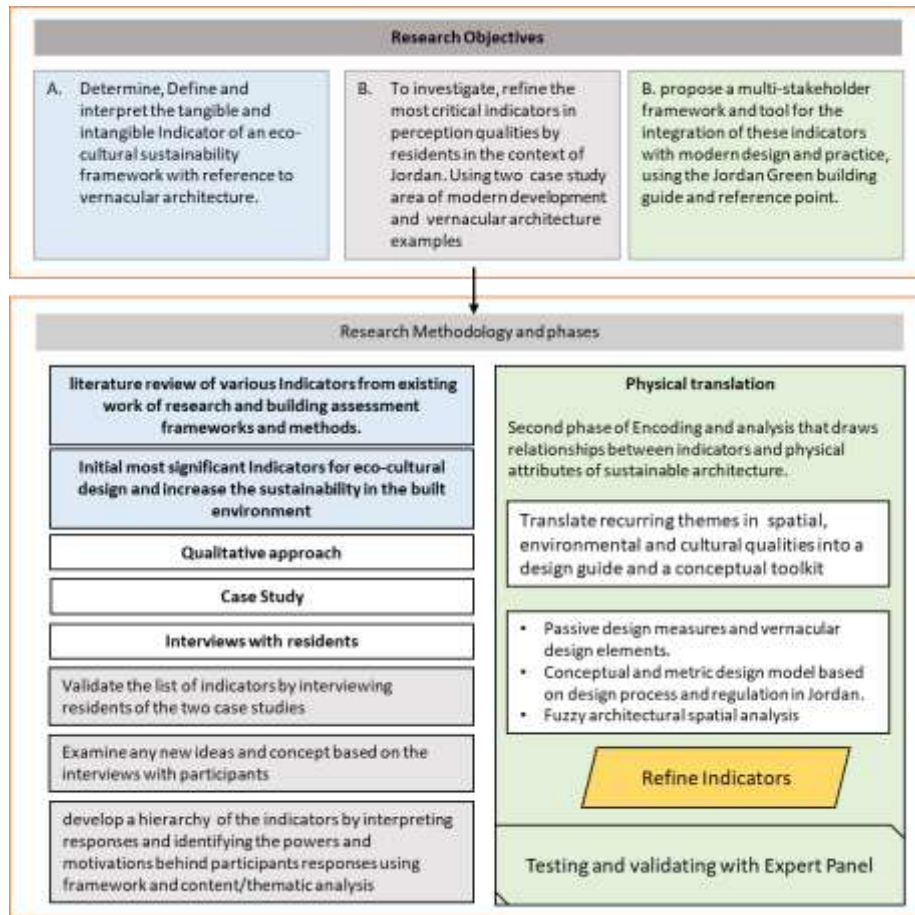 Research Objectives
A. Determine, Define and
interpret the tangible and
intangible Indicator of an eco-
cultural sustainability
framework with reference to
vernacular architecture.
B. To investigate, refine the
most critical indicators in
perception qualities by
residents in the context of
Jordan. Using two case study
area of modern development
and vernacular architecture
examples
B. propose a multi-stakeholder
framework and tool for the
integration of these indicators
with modern design and practice,
using the Jordan Green building
guide and reference point.
Research Methodology and phases
literature review of various Indicators from existing
work of research and building assessment
frameworks and methods.
Initial most significant Indicators for eco-cultural
design and increase the sustainability in the built
environment
Qualitative approach
Case Study
Interviews with residents
Validate the list of indicators by interviewing
residents of the two case studies
Examine any new ideas and concept based on the
interviews with participants
develop a hierarchy of the indicators by interpreting
responses and identifying the powers and
motivations behind participants responses using
framework and content/thematic analysis
Physical translation
Second phase of Encoding and analysis that draws
relationships between indicators and physical
attributes of sustainable architecture.
Translate recurring themes in spatial,
environmental and cultural qualities into a
design guide and a conceptual toolkit
• Passive design measures and vernacular
design elements.
• Conceptual and metric design model based
on design process and regulation in Jordan.
• Fuzzy architectural spatial analysis
Refine Indicators
Testing and validating with Expert Panel